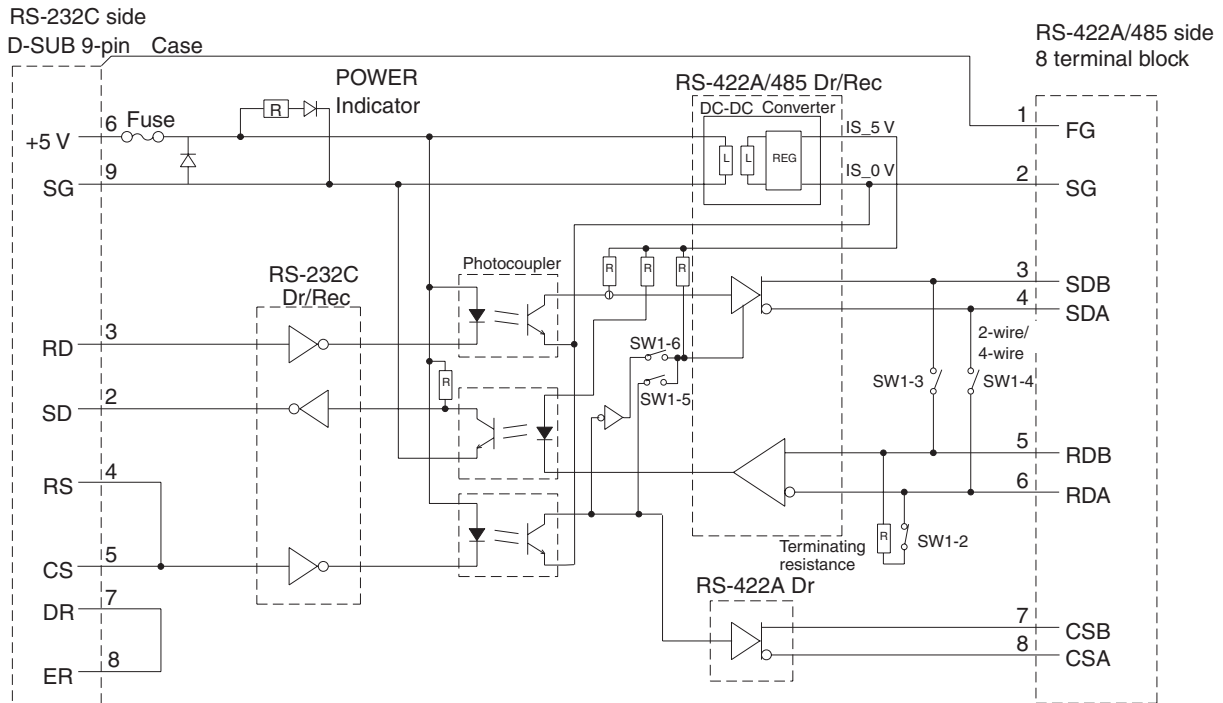 RS-232C side
D-SUB 9-pin Case
RS-422A/485 side
8 terminal block
POWER
Indicator
RS-422A/485 Dr/Rec
DC-DC Converter
R
6 Fuse
+5 V
9
SG
L
L
REG
IS_5 V
IS_0 V
1
FG
2
SG
RS-232C
Dr/Rec
Photocoupler
R
R
R
3
SDB
4
SDA
3
RD
SW1-6
SW1-5
2-wire/
4-wire
SW1-3
SW1-4
R
2
SD
5
RDB
6
RDA
4
RS
5
CS
R
SW1-2
Terminating
resistance
RS-422A Dr
7
DR
8
ER
7
CSB
8
CSA